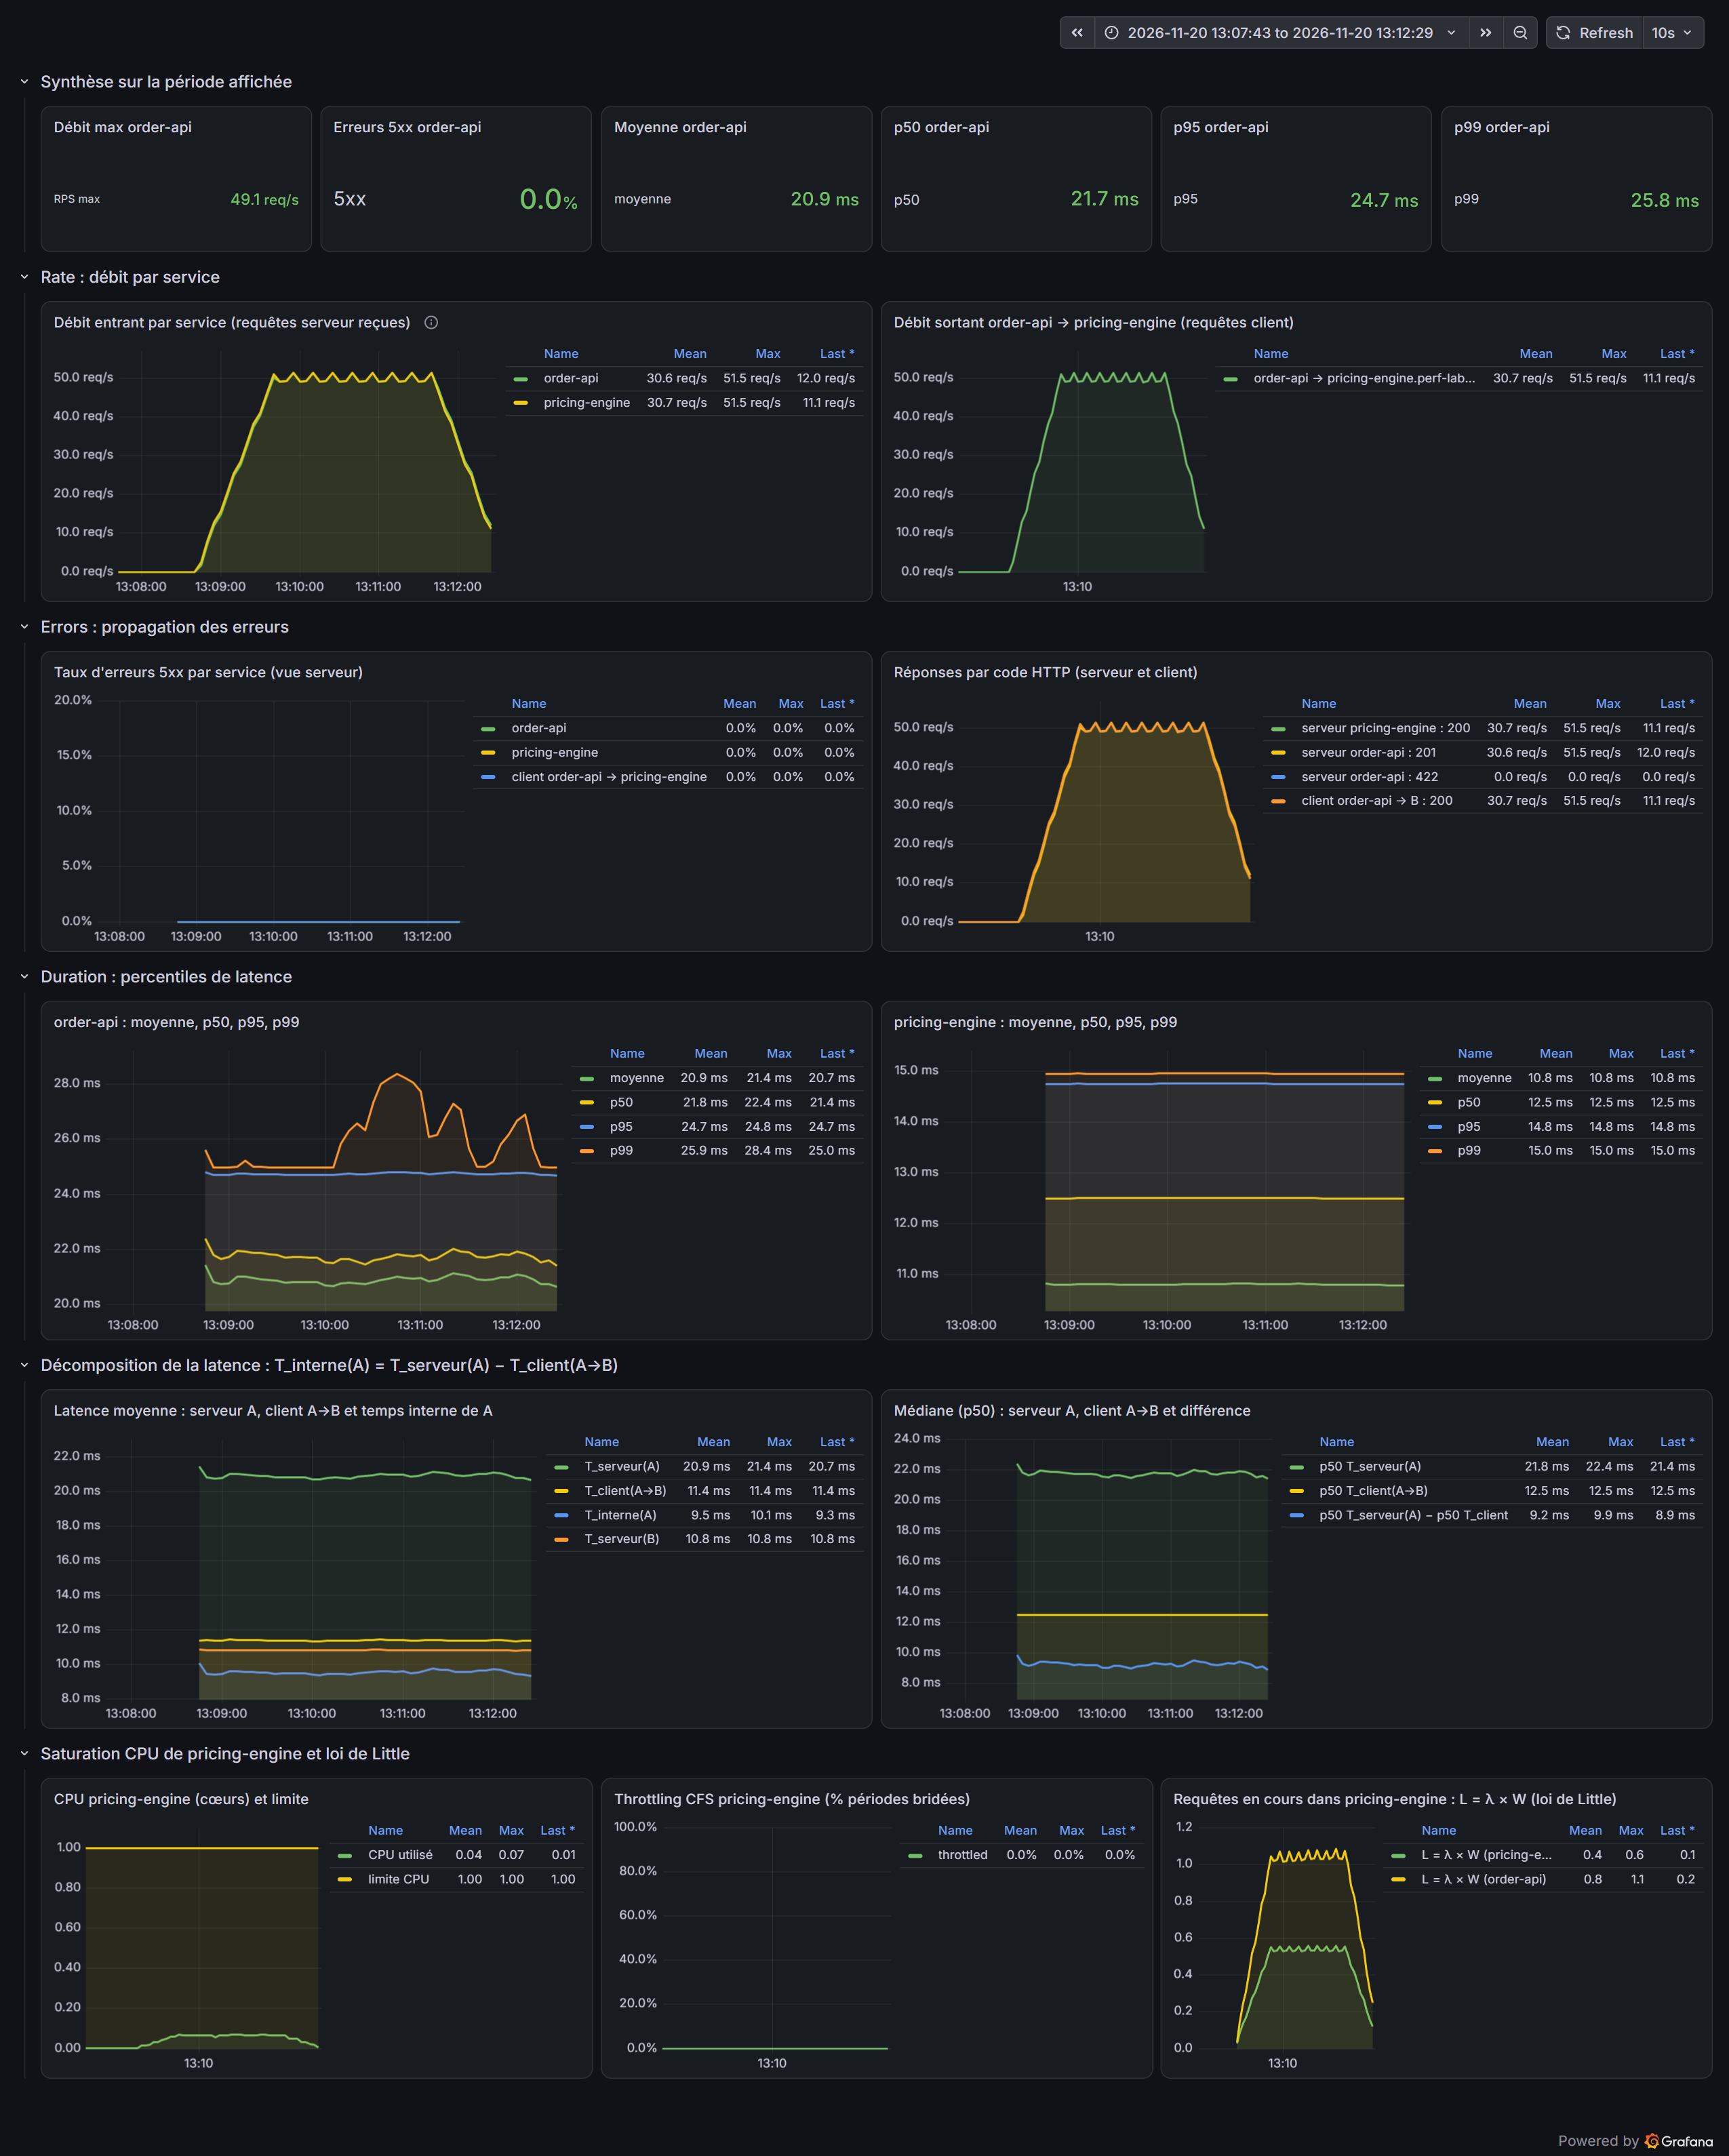 2026-11-20 13:07:43 to 2026-11-20 13:12:29 Refresh 10s
Synthèse sur la période affichée
Débit max order-api
RPS max 49.1 req/s
Erreurs 5xx order-api
5xx 0.0%
Moyenne order-api
moyenne 20.9 ms
p50 order-api
p50 21.7 ms
p95 order-api
p95 24.7 ms
p99 order-api
p99 25.8 ms
Rate : débit par service
Débit entrant par service (requêtes serveur reçues)
50.0 req/s
40.0 req/s
30.0 req/s
20.0 req/s
10.0 req/s
0.0 req/s
13:08:00 13:09:00 13:10:00 13:11:00 13:12:00
Name Mean Max Last *
order-api 30.6 req/s 51.5 req/s 12.0 req/s
pricing-engine 30.7 req/s 51.5 req/s 11.1 req/s
Débit sortant order-api → pricing-engine (requêtes client)
50.0 req/s
40.0 req/s
30.0 req/s
20.0 req/s
10.0 req/s
0.0 req/s
13:10
Name Mean Max Last *
order-api → pricing-engine.perf-lab... 30.7 req/s 51.5 req/s 11.1 req/s
Errors : propagation des erreurs
Taux d'erreurs 5xx par service (vue serveur)
20.0%
15.0%
10.0%
5.0%
0.0%
13:08:00 13:09:00 13:10:00 13:11:00 13:12:00
Name Mean Max Last *
order-api 0.0% 0.0% 0.0%
pricing-engine 0.0% 0.0% 0.0%
client order-api → pricing-engine 0.0% 0.0% 0.0%
Réponses par code HTTP (serveur et client)
50.0 req/s
40.0 req/s
30.0 req/s
20.0 req/s
10.0 req/s
0.0 req/s
13:10
Name Mean Max Last *
serveur pricing-engine : 200 30.7 req/s 51.5 req/s 11.1 req/s
serveur order-api : 201 30.6 req/s 51.5 req/s 12.0 req/s
serveur order-api : 422 0.0 req/s 0.0 req/s 0.0 req/s
client order-api → B : 200 30.7 req/s 51.5 req/s 11.1 req/s
Duration : percentiles de latence
order-api : moyenne, p50, p95, p99
28.0 ms
26.0 ms
24.0 ms
22.0 ms
20.0 ms
13:08:00 13:09:00 13:10:00 13:11:00 13:12:00
Name Mean Max Last *
moyenne 20.9 ms 21.4 ms 20.7 ms
p50 21.8 ms 22.4 ms 21.4 ms
p95 24.7 ms 24.8 ms 24.7 ms
p99 25.9 ms 28.4 ms 25.0 ms
pricing-engine : moyenne, p50, p95, p99
15.0 ms
14.0 ms
13.0 ms
12.0 ms
11.0 ms
13:08:00 13:09:00 13:10:00 13:11:00 13:12:00
Name Mean Max Last *
moyenne 10.8 ms 10.8 ms 10.8 ms
p50 12.5 ms 12.5 ms 12.5 ms
p95 14.8 ms 14.8 ms 14.8 ms
p99 15.0 ms 15.0 ms 15.0 ms
Décomposition de la latence : T_interne(A) = T_serveur(A) − T_client(A→B)
Latence moyenne : serveur A, client A→B et temps interne de A
22.0 ms
20.0 ms
18.0 ms
16.0 ms
14.0 ms
12.0 ms
10.0 ms
8.0 ms
13:08:00 13:09:00 13:10:00 13:11:00 13:12:00
Name Mean Max Last *
T_serveur(A) 20.9 ms 21.4 ms 20.7 ms
T_client(A→B) 11.4 ms 11.4 ms 11.4 ms
T_interne(A) 9.5 ms 10.1 ms 9.3 ms
T_serveur(B) 10.8 ms 10.8 ms 10.8 ms
Médiane (p50) : serveur A, client A→B et différence
24.0 ms
22.0 ms
20.0 ms
18.0 ms
16.0 ms
14.0 ms
12.0 ms
10.0 ms
8.0 ms
13:08:00 13:09:00 13:10:00 13:11:00 13:12:00
Name Mean Max Last *
p50 T_serveur(A) 21.8 ms 22.4 ms 21.4 ms
p50 T_client(A→B) 12.5 ms 12.5 ms 12.5 ms
p50 T_serveur(A) − p50 T_client 9.2 ms 9.9 ms 8.9 ms
Saturation CPU de pricing-engine et loi de Little
CPU pricing-engine (cœurs) et limite
1.00
0.80
0.60
0.40
0.20
0.00
13:10
Name Mean Max Last *
CPU utilisé 0.04 0.07 0.01
limite CPU 1.00 1.00 1.00
Throttling CFS pricing-engine (% périodes bridées)
100.0%
80.0%
60.0%
40.0%
20.0%
0.0%
13:10
Name Mean Max Last *
throttled 0.0% 0.0% 0.0%
Requêtes en cours dans pricing-engine : L = λ × W (loi de Little)
1.2
1.0
0.8
0.6
0.4
0.2
0.0
13:10
Name Mean Max Last *
L = λ × W (pricing-e... 0.4 0.6 0.1
L = λ × W (order-api) 0.8 1.1 0.2
Powered by Grafana